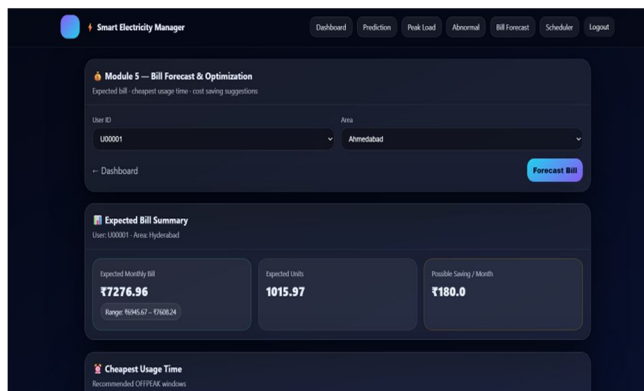 ⚡ Smart Electricity Manager
Dashboard Prediction Peak Load Abnormal Bill Forecast Scheduler Logout
Module 5 — Bill Forecast & Optimization
Expected bill · cheapest usage time · cost saving suggestions
User ID Area
U00001 Ahmedabad
← Dashboard Forecast Bill
Expected Bill Summary
User: U00001 · Area: Hyderabad
Expected Monthly Bill Expected Units Possible Saving / Month
₹7276.96 1015.97 ₹180.0
Range: ₹6945.67 – ₹7608.24
Cheapest Usage Time
Recommended OFFPEAK windows